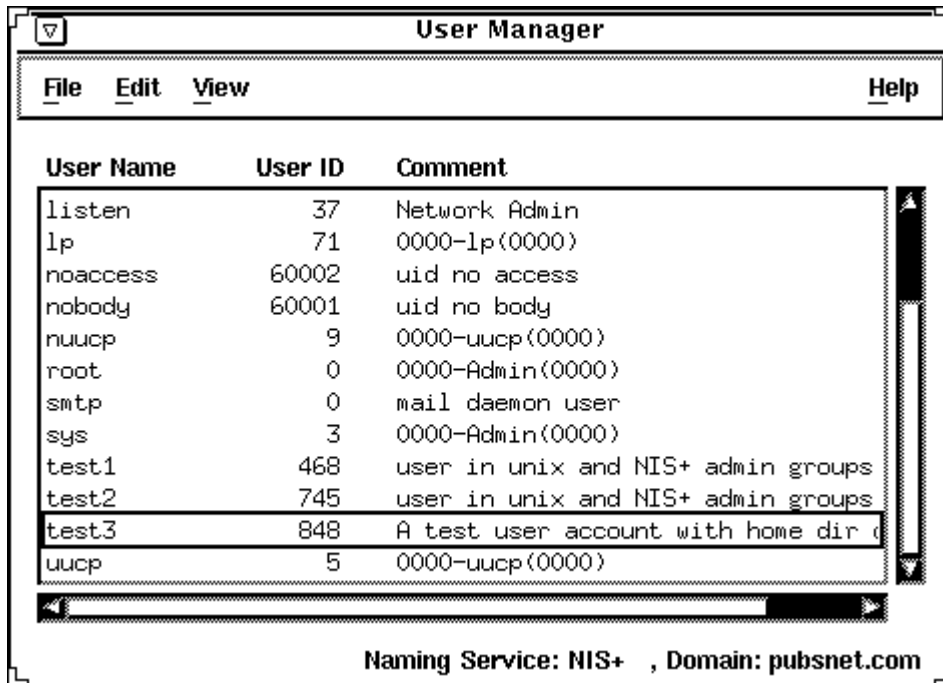 User Manager
File Edit View Help
User Name User ID Comment
listen 37 Network Admin
lp 71 0000-lp(0000)
noaccess 60002 uid no access
nobody 60001 uid no body
nuucp 9 0000-uucp(0000)
root 0 0000-Admin(0000)
smtp 0 mail daemon user
sys 3 0000-Admin(0000)
test1 468 user in unix and NIS+ admin groups
test2 745 user in unix and NIS+ admin groups
test3 848 A test user account with home dir
uucp 5 0000-uucp(0000)
Naming Service: NIS+ , Domain: pubsnet.com